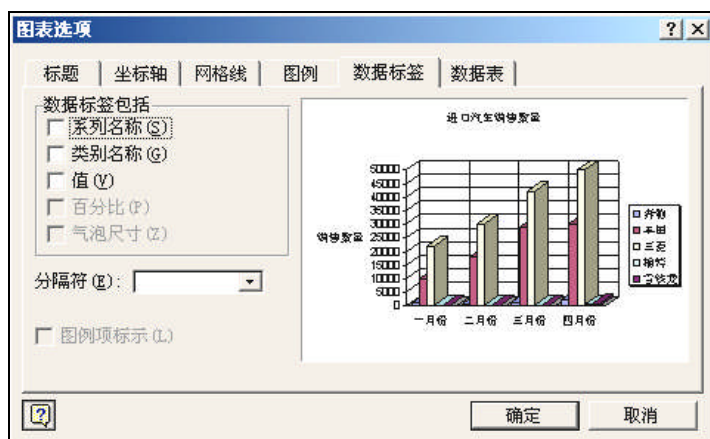 图表选项
标题 坐标轴 网格线 图例 数据标签 数据表
数据标签包括
系列名称(S)
类别名称(G)
值(V)
百分比(P)
气泡尺寸(Z)
分隔符(E):
图例项标示(L)
进口汽车销售数量
销售数量
50000
45000
40000
35000
30000
25000
20000
15000
10000
5000
0
一月份 二月份 三月份 四月份
奔驰
丰田
三菱
雪铁龙
确定 取消